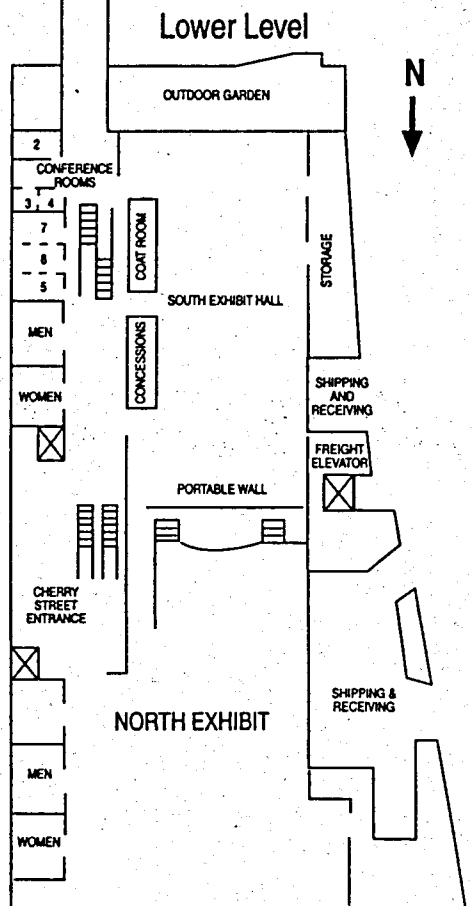 Lower Level
N
OUTDOOR GARDEN
2
CONFERENCE
ROOMS
3 4
7
6
5
COAT ROOM
STORAGE
SOUTH EXHIBIT HALL
MEN
CONCESSIONS
WOMEN
SHIPPING
AND
RECEIVING
FREIGHT
ELEVATOR
PORTABLE WALL
CHERRY
STREET
ENTRANCE
SHIPPING &
RECEIVING
NORTH EXHIBIT
MEN
WOMEN